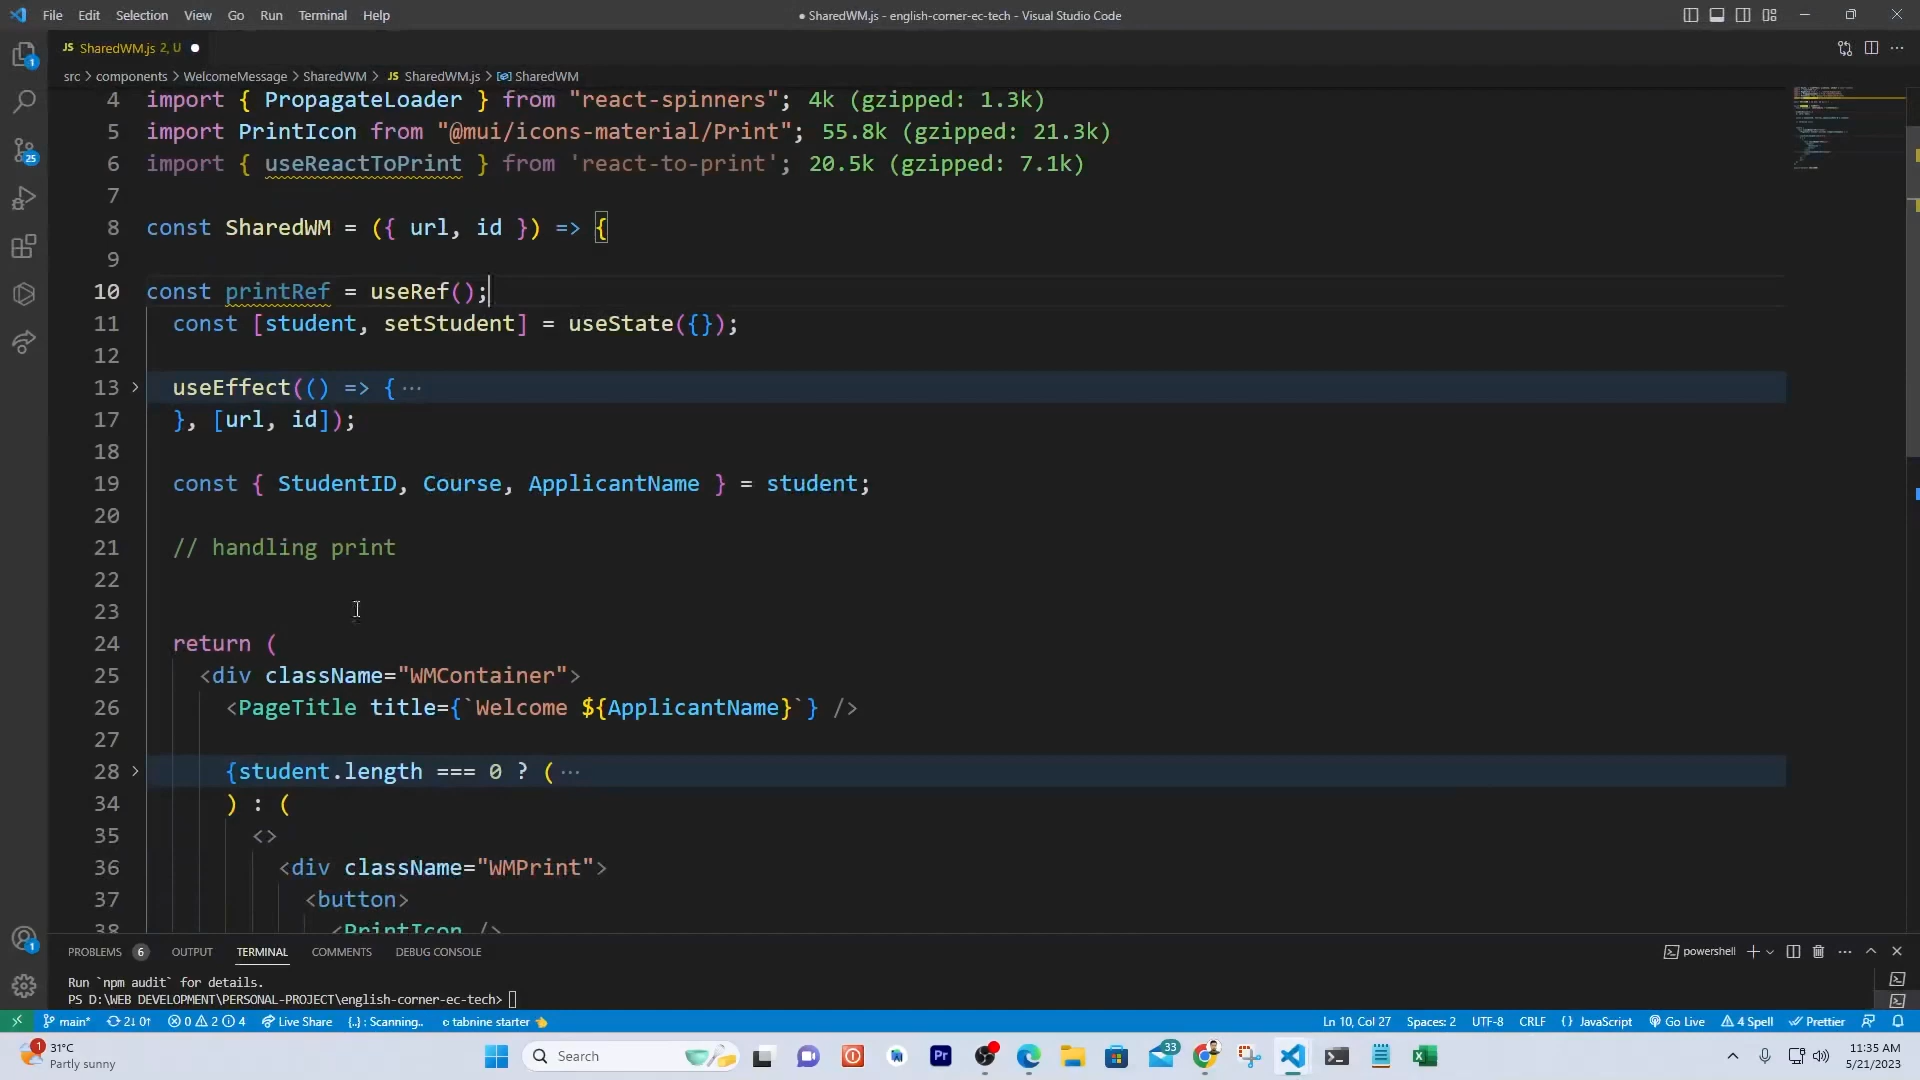 File Edit Selection View Go Run Terminal Help
● SharedWM.js - english-corner-ec-tech - Visual Studio Code
JS SharedWM.js 2, U ●
src > components > WelcomeMessage > SharedWM > JS SharedWM.js > SharedWM
4 import { PropagateLoader } from "react-spinners"; 4k (gzipped: 1.3k)
5 import PrintIcon from "@mui/icons-material/Print"; 55.8k (gzipped: 21.3k)
6 import { useReactToPrint } from 'react-to-print'; 20.5k (gzipped: 7.1k)
7
8 const SharedWM = ({ url, id }) => {
9
10 const printRef = useRef();
11 const [student, setStudent] = useState({});
12
13 useEffect(() => { ···
17 }, [url, id]);
18
19 const { StudentID, Course, ApplicantName } = student;
20
21 // handling print
22
23
24 return (
25 <div className="WMContainer">
26 <PageTitle title={`Welcome ${ApplicantName}`} />
27
28 {student.length === 0 ? ( ···
34 ) : (
35 <>
36 <div className="WMPrint">
37 <button>
38 <PrintIcon />
1
25
1
PROBLEMS 6 OUTPUT TERMINAL COMMENTS DEBUG CONSOLE
powershell
Run `npm audit` for details.
PS D:\WEB DEVELOPMENT\PERSONAL-PROJECT\english-corner-ec-tech>
main* 2↓ 0↑ 0 2 4 Live Share {..} : Scanning.. tabnine starter
Ln 10, Col 27 Spaces: 2 UTF-8 CRLF { } JavaScript Go Live 4 Spell Prettier
1 31°C
Partly sunny
Search
Pr
33
11:35 AM
5/21/2023